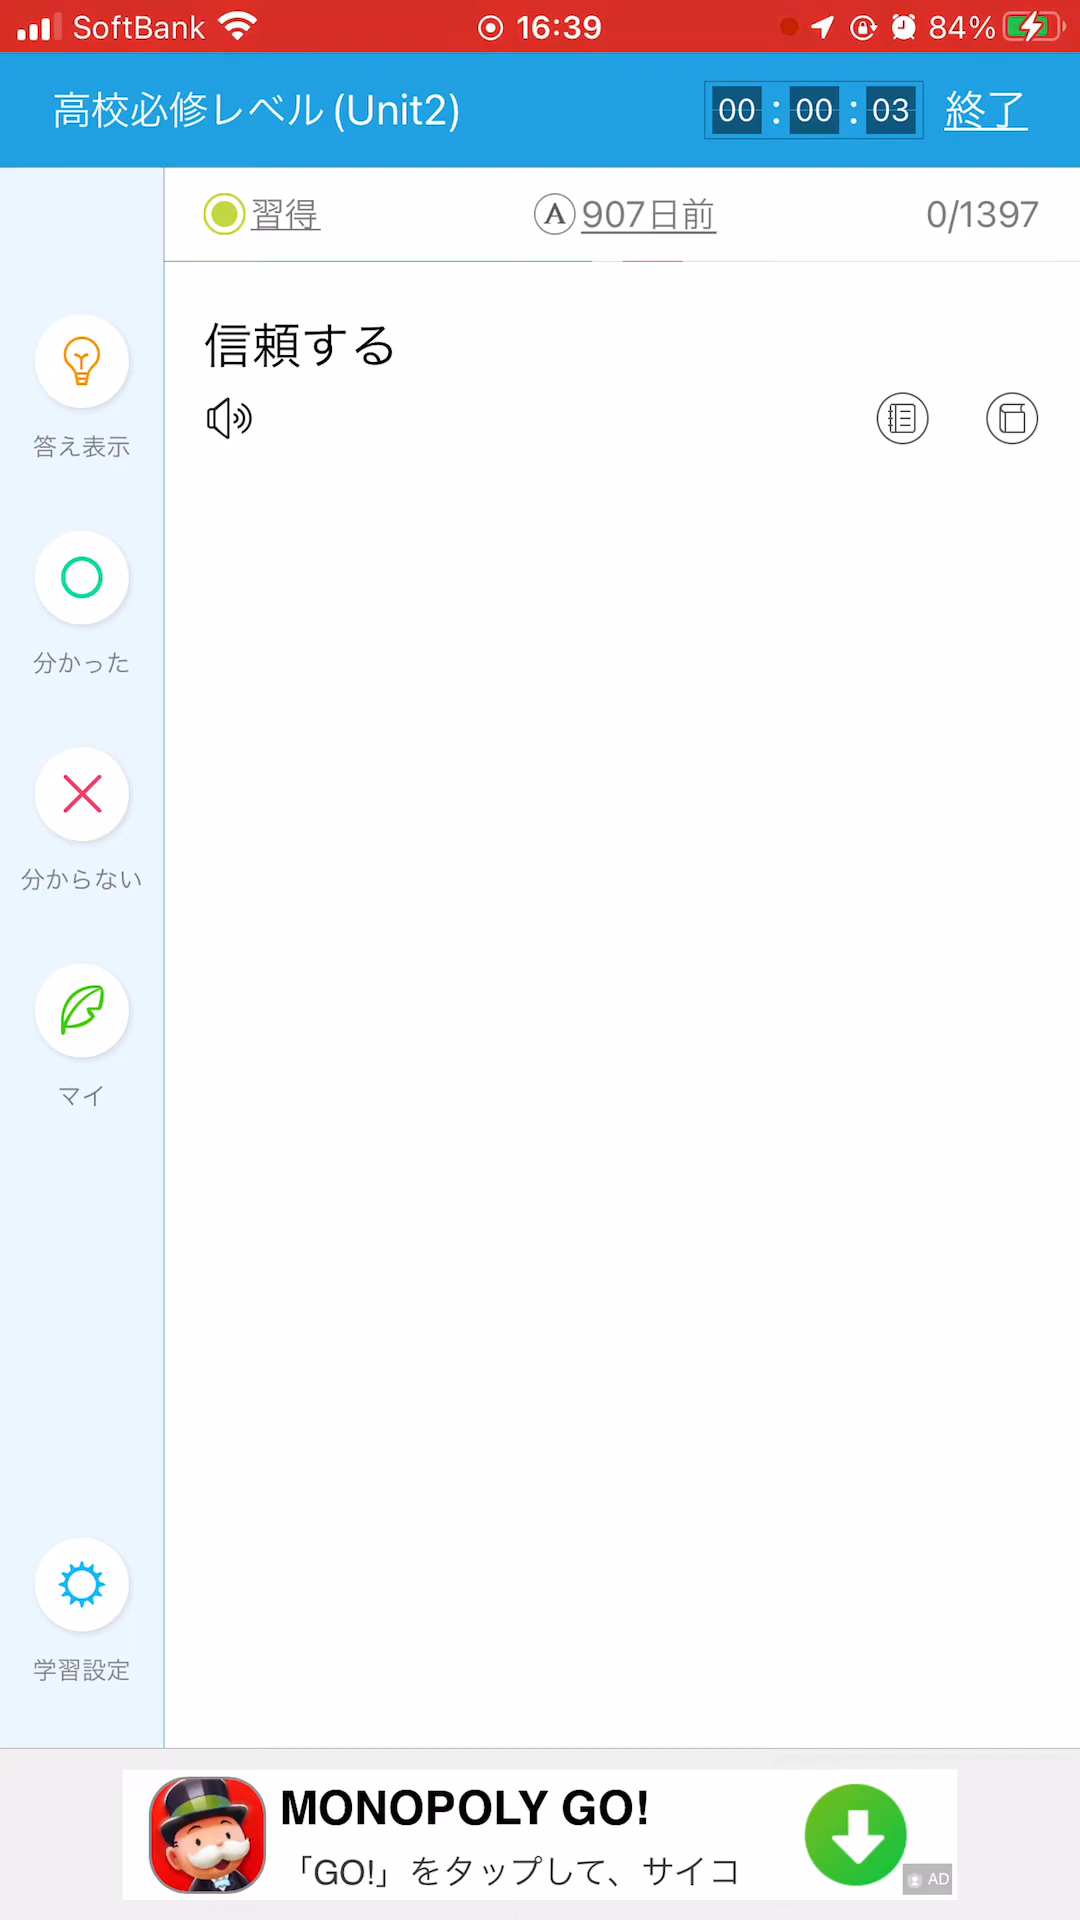 SoftBank 16:39 84%
高校必修レベル (Unit2) 00 : 00 : 03 終了
習得 A 907日前 0/1397
信頼する
答え表示
分かった
分からない
マイ
学習設定
MONOPOLY GO!
「GO!」をタップして、サイコ
AD